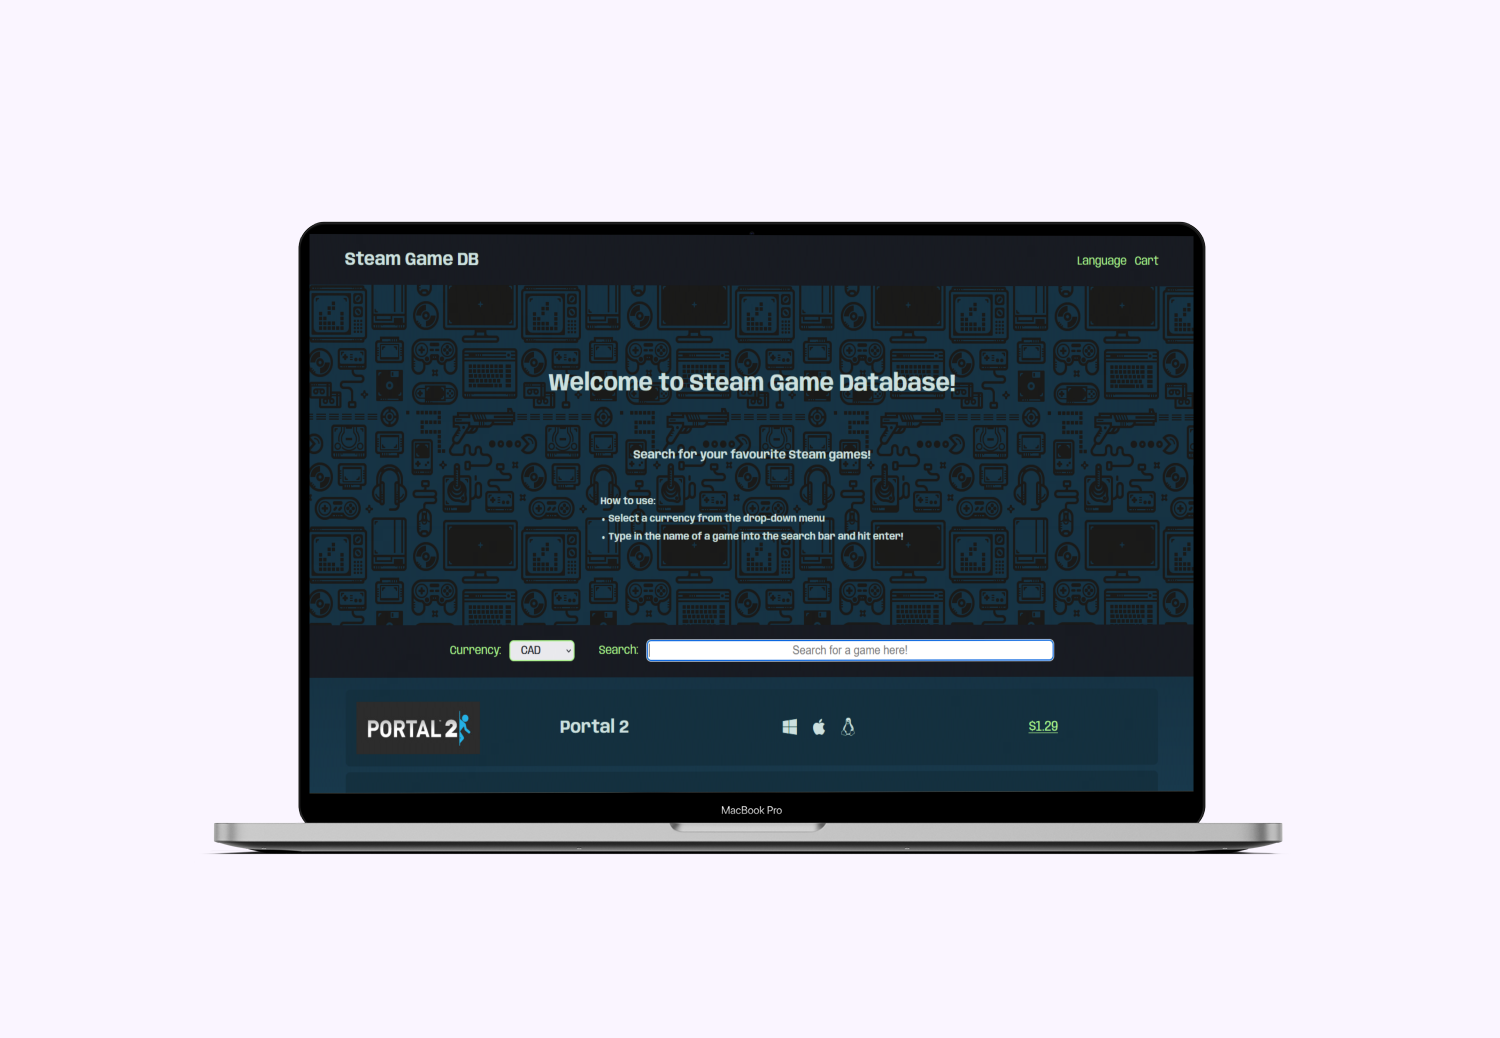 Steam Game DB
Language Cart
Welcome to Steam Game Database!
Search for your favourite Steam games!
How to use:
• Select a currency from the drop-down menu
• Type in the name of a game into the search bar and hit enter!
Currency: CAD Search: Search for a game here!
PORTAL 2 Portal 2 $1.29
MacBook Pro